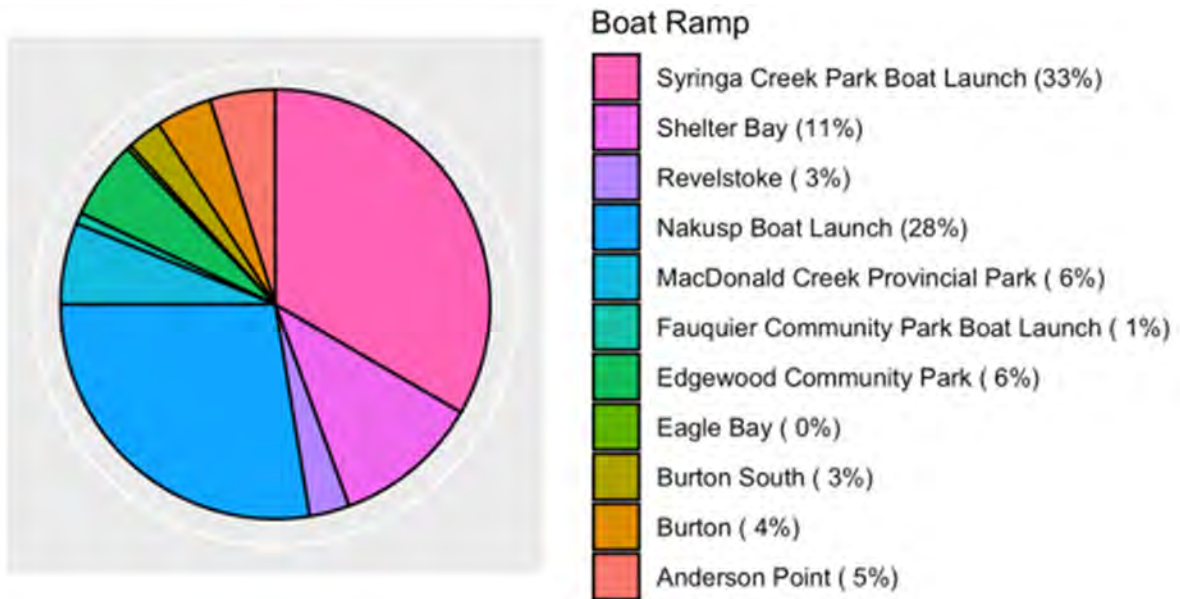 Boat Ramp
Syringa Creek Park Boat Launch (33%)
Shelter Bay (11%)
Revelstoke ( 3%)
Nakusp Boat Launch (28%)
MacDonald Creek Provincial Park ( 6%)
Fauquier Community Park Boat Launch ( 1%)
Edgewood Community Park ( 6%)
Eagle Bay ( 0%)
Burton South ( 3%)
Burton ( 4%)
Anderson Point ( 5%)